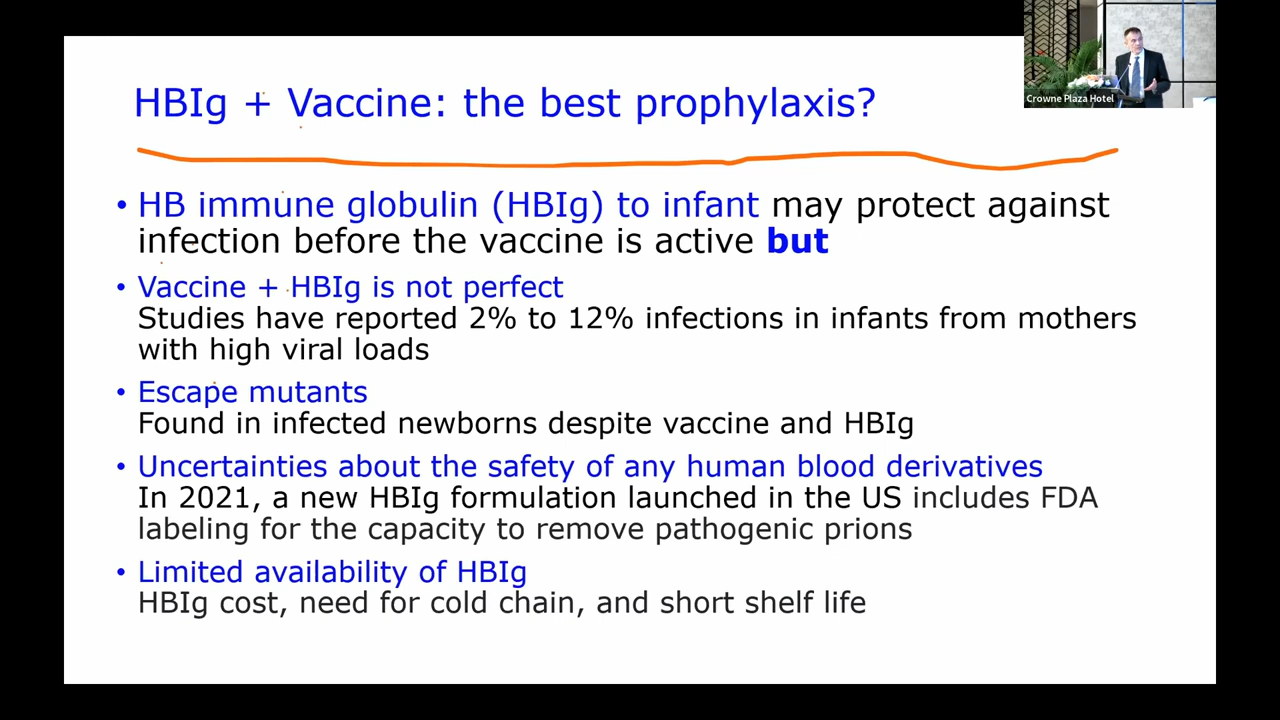 Crowne Plaza Hotel
HBIg + Vaccine: the best prophylaxis?
• HB immune globulin (HBIg) to infant may protect against
infection before the vaccine is active but
• Vaccine + HBIg is not perfect
Studies have reported 2% to 12% infections in infants from mothers
with high viral loads
• Escape mutants
Found in infected newborns despite vaccine and HBIg
• Uncertainties about the safety of any human blood derivatives
In 2021, a new HBIg formulation launched in the US includes FDA
labeling for the capacity to remove pathogenic prions
• Limited availability of HBIg
HBIg cost, need for cold chain, and short shelf life